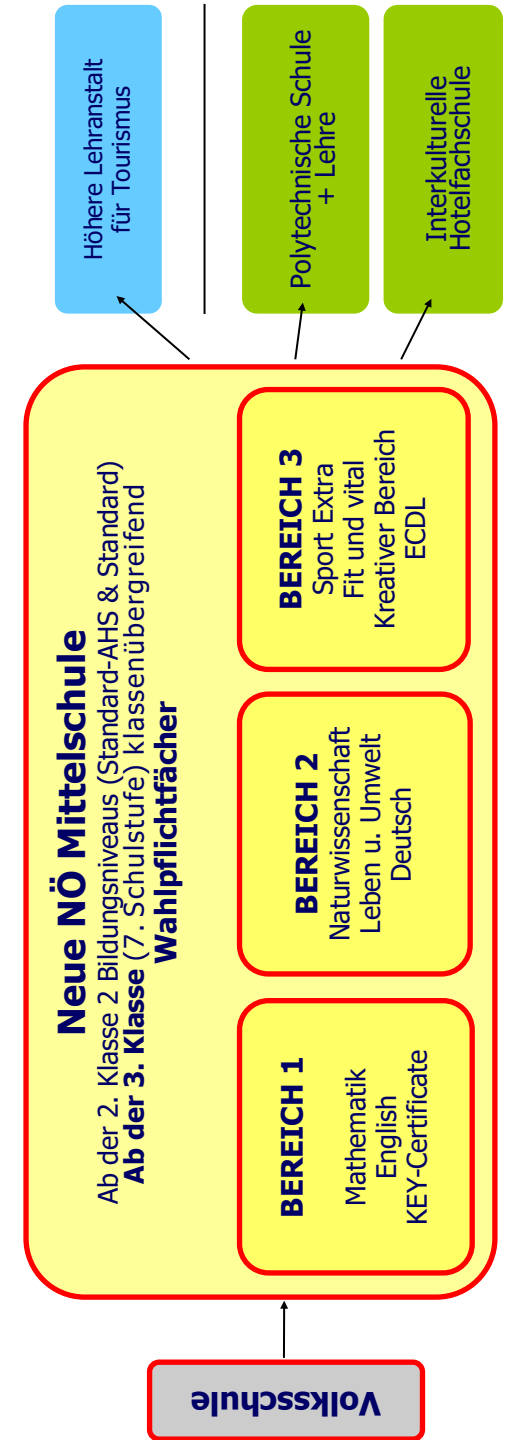 Volksschule
Neue NÖ Mittelschule
Ab der 2. Klasse 2 Bildungsniveaus (Standard-AHS & Standard)
Ab der 3. Klasse (7. Schulstufe) klassenübergreifend
Wahlpflichtfächer
BEREICH 1
Mathematik
English
KEY-Certificate
BEREICH 2
Naturwissenschaft
Leben u. Umwelt
Deutsch
BEREICH 3
Sport Extra
Fit und vital
Kreativer Bereich
ECDL
Höhere Lehranstalt
für Tourismus
Polytechnische Schule
+ Lehre
Interkulturelle
Hotelfachschule